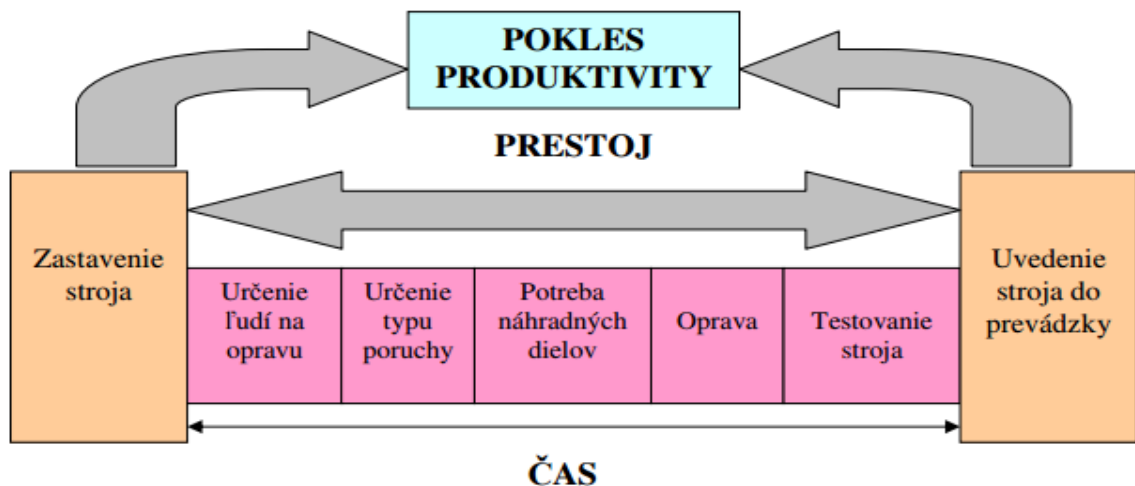 POKLES
PRODUKTIVITY
PRESTOJ
Zastavenie
stroja
Určenie
ľudí na
opravu
Určenie
typu
poruchy
Potreba
náhradných
dielov
Oprava
Testovanie
stroja
Uvedenie
stroja do
prevádzky
ČAS